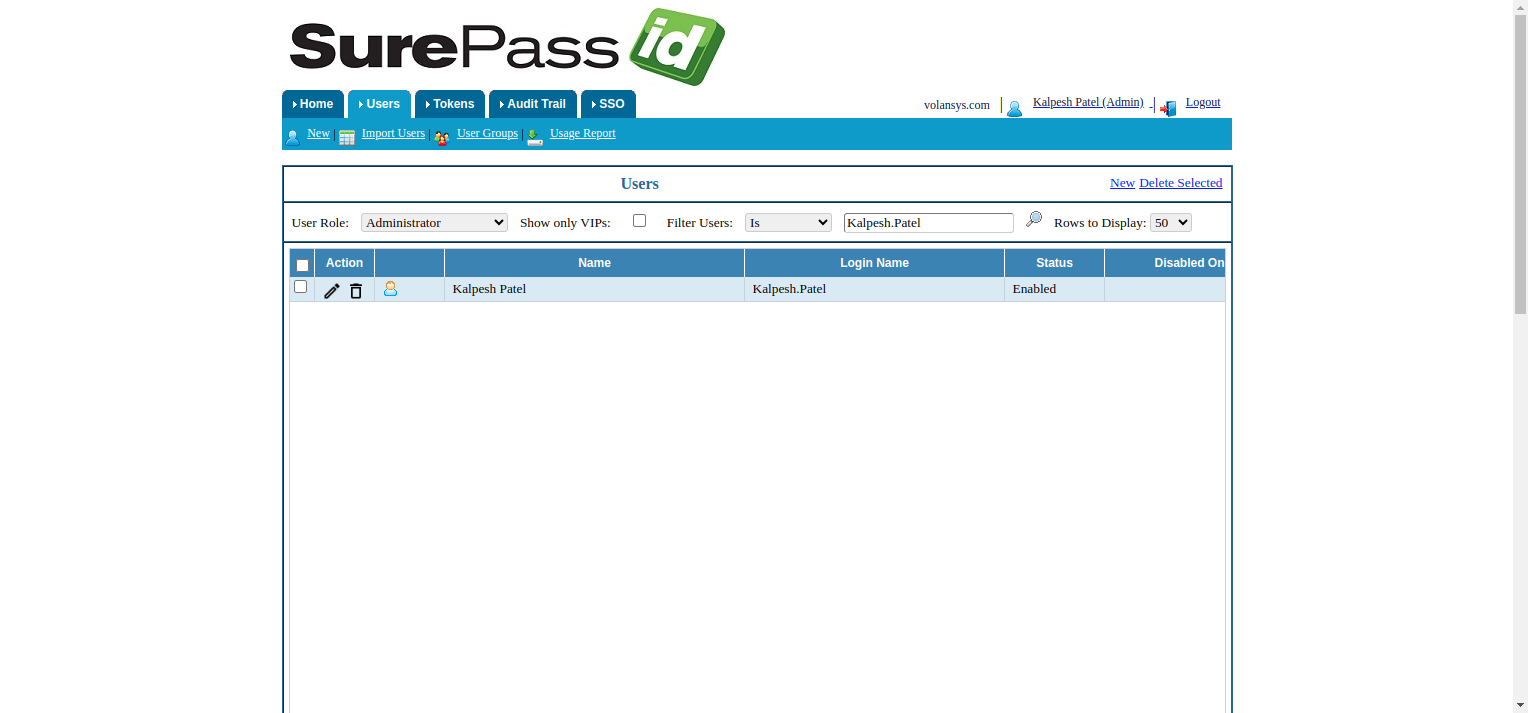 SurePass id
Home Users Tokens Audit Trail SSO volansys.com | Kalpesh Patel (Admin) - | Logout
New | Import Users | User Groups | Usage Report
Users New Delete Selected
User Role: Administrator Show only VIPs: Filter Users: Is Kalpesh.Patel Rows to Display: 50
Action Name Login Name Status Disabled On
Kalpesh Patel Kalpesh.Patel Enabled